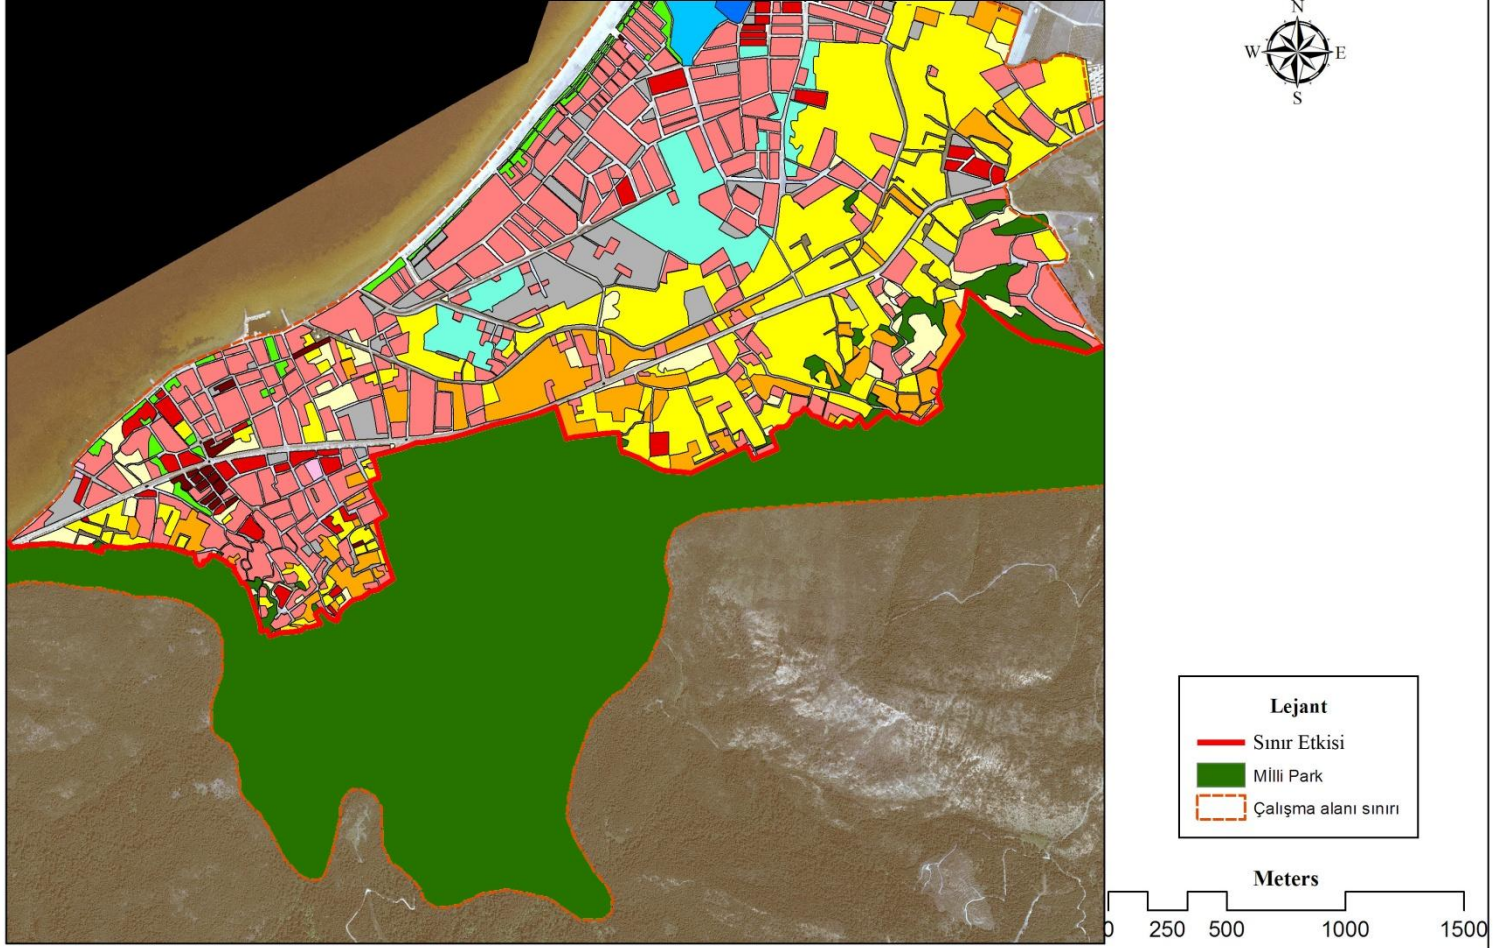 N
W E
S
Lejant
Sınır Etkisi
Mİlli Park
Çalışma alanı sınırı
Meters
0 250 500 1000 1500